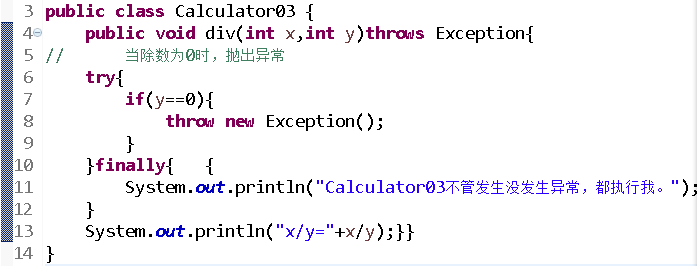 3 public class Calculator03 {
4 public void div(int x,int y)throws Exception{
5 // 当除数为0时，抛出异常
6 try{
7 if(y==0){
8 throw new Exception();
9 }
10 }finally{ {
11 System.out.println("Calculator03不管发生没发生异常，都执行我。");
12 }
13 System.out.println("x/y="+x/y);}}
14 }